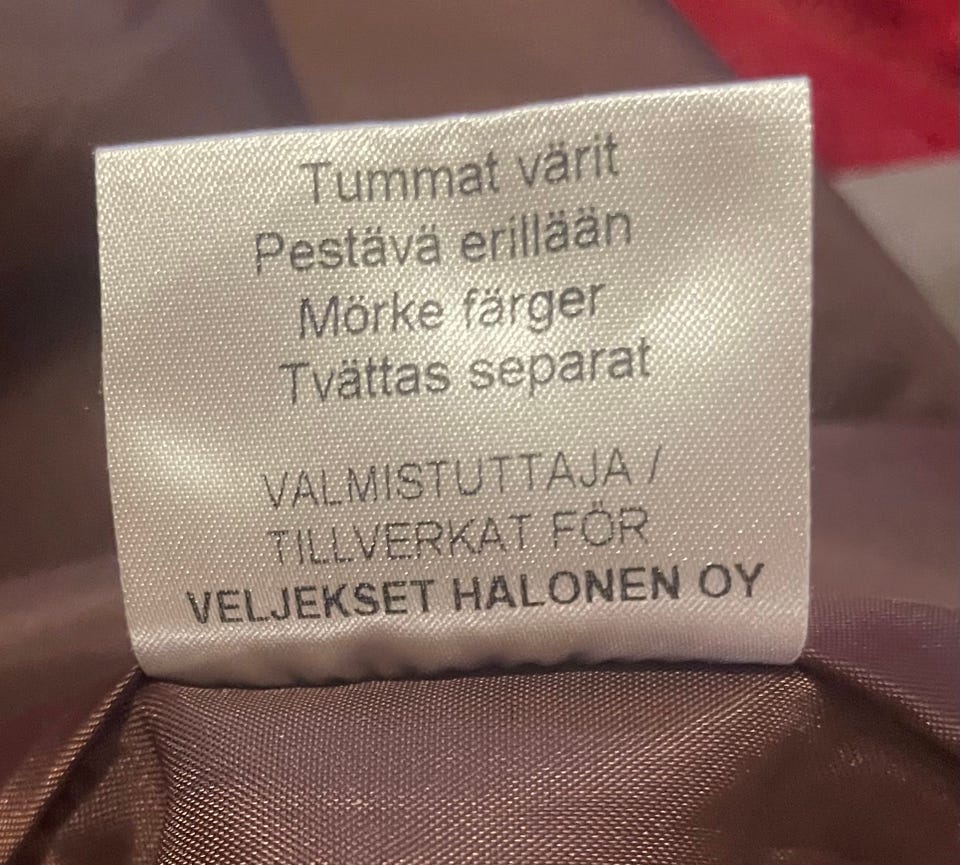 Tummat värit
Pestävä erillään
Mörke färger
Tvättas separat
VALMISTUTTAJA /
TILLVERKAT FÖR
VELJEKSET HALONEN OY